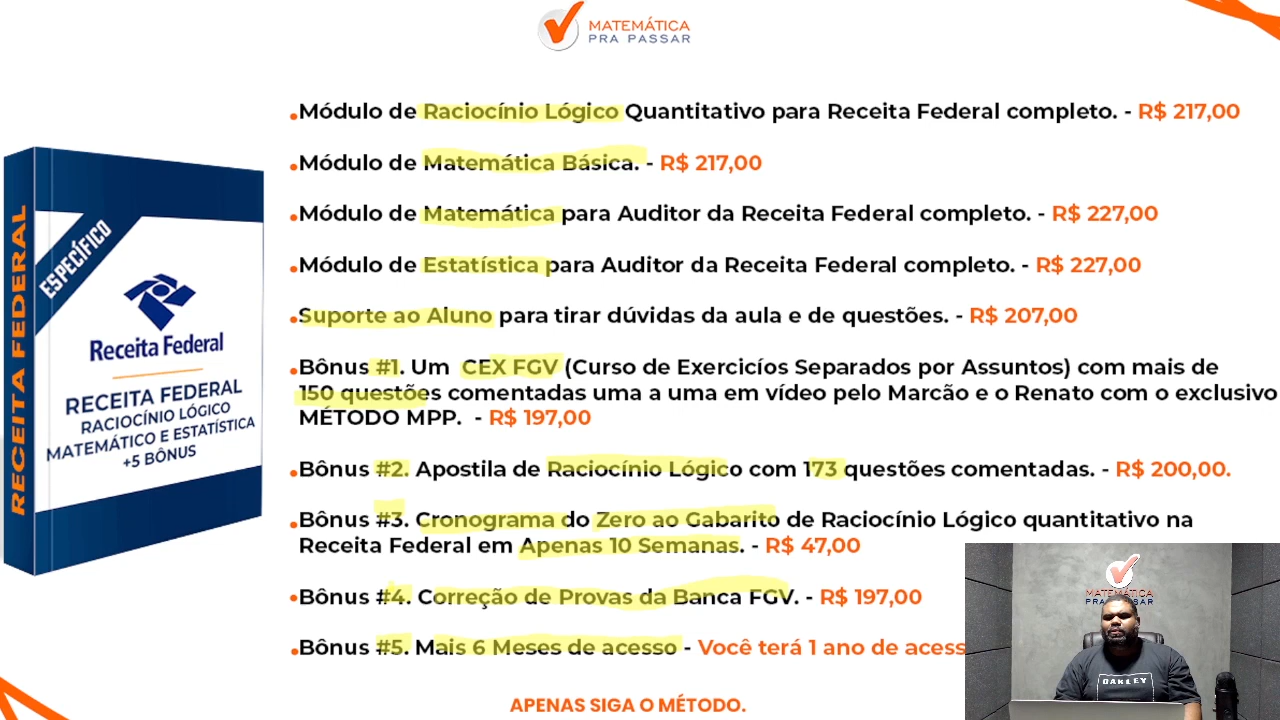 MATEMÁTICA
PRA PASSAR
•Módulo de Raciocínio Lógico Quantitativo para Receita Federal completo. - R$ 217,00
•Módulo de Matemática Básica. - R$ 217,00
•Módulo de Matemática para Auditor da Receita Federal completo. - R$ 227,00
•Módulo de Estatística para Auditor da Receita Federal completo. - R$ 227,00
•Suporte ao Aluno para tirar dúvidas da aula e de questões. - R$ 207,00
•Bônus #1. Um CEX FGV (Curso de Exercicíos Separados por Assuntos) com mais de
150 questões comentadas uma a uma em vídeo pelo Marcão e o Renato com o exclusivo
MÉTODO MPP. - R$ 197,00
•Bônus #2. Apostila de Raciocínio Lógico com 173 questões comentadas. - R$ 200,00.
•Bônus #3. Cronograma do Zero ao Gabarito de Raciocínio Lógico quantitativo na
Receita Federal em Apenas 10 Semanas. - R$ 47,00
•Bônus #4. Correção de Provas da Banca FGV. - R$ 197,00
•Bônus #5. Mais 6 Meses de acesso - Você terá 1 ano de acess
APENAS SIGA O MÉTODO.
RECEITA FEDERAL
ESPECÍFICO
Receita Federal
RECEITA FEDERAL
RACIOCÍNIO LÓGICO
MATEMÁTICO E ESTATÍSTICA
+5 BÔNUS
MATEMÁTICA
PRA PASSAR
OAKLEY